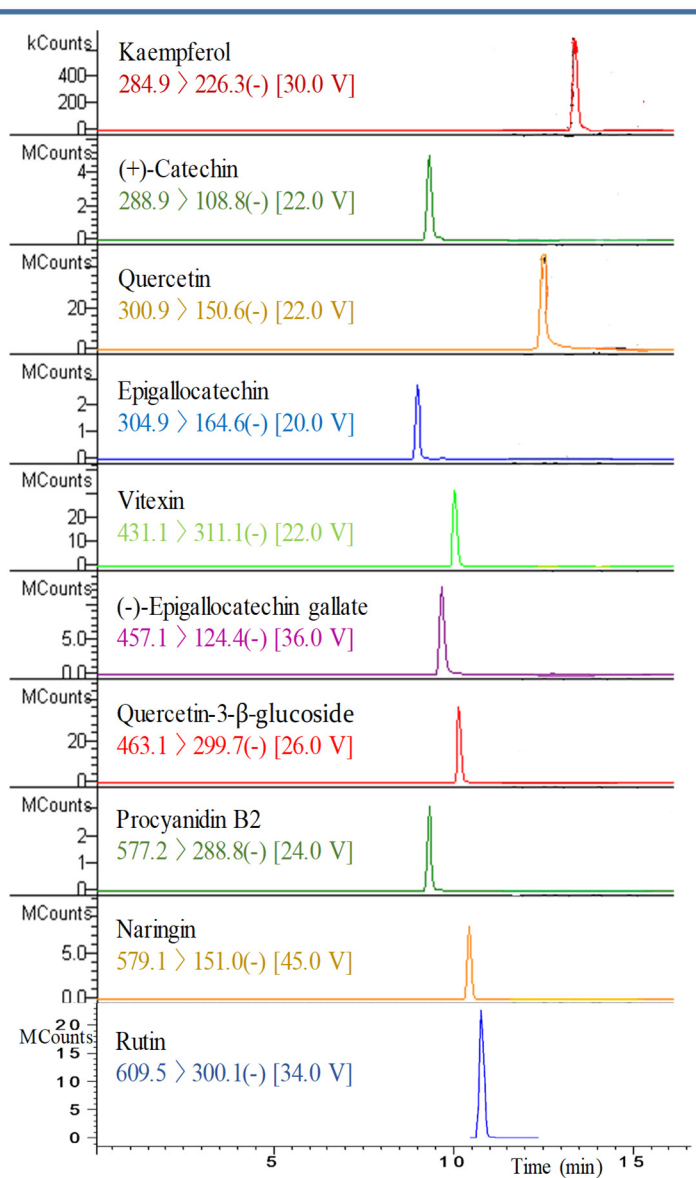 kCounts
Kaempferol
400
284.9 〉226.3(-) [30.0 V]
200
0
MCounts
(+)-Catechin
4
288.9 〉108.8(-) [22.0 V]
2
0
MCounts
Quercetin
20
300.9 〉150.6(-) [22.0 V]
0
MCounts
Epigallocatechin
2
304.9 〉164.6(-) [20.0 V]
1
0
MCounts
Vitexin
20
431.1 〉311.1(-) [22.0 V]
10
0
MCounts
(-)-Epigallocatechin gallate
5.0
457.1 〉124.4(-) [36.0 V]
0.0
MCounts
Quercetin-3-β-glucoside
20
463.1 〉299.7(-) [26.0 V]
0
MCounts
Procyanidin B2
2
577.2 〉288.8(-) [24.0 V]
1
0
MCounts
Naringin
5.0
579.1 〉151.0(-) [45.0 V]
0.0
20
MCounts
Rutin
15
609.5 〉300.1(-) [34.0 V]
10
5
0
5 10 Time (min) 15